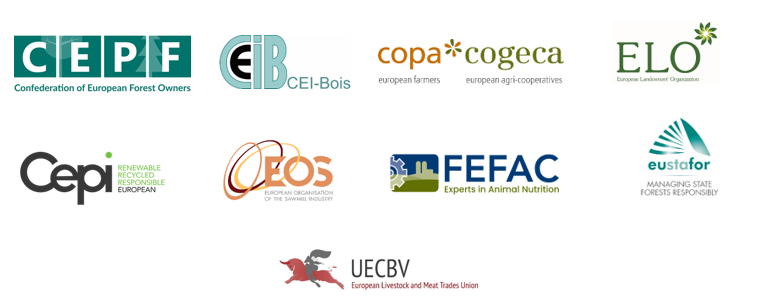 CEPF
Confederation of European Forest Owners
CEIB
CEI-Bois
copa*cogeca
european farmers
european agri-cooperatives
ELO
European Landowners' Organization
Cepi
RENEWABLE
RECYCLED
RESPONSIBLE
EUROPEAN
EOS
EUROPEAN ORGANISATION
OF THE SAWMILL INDUSTRY
FEFAC
Experts in Animal Nutrition
eustafor
MANAGING STATE
FORESTS RESPONSIBLY
UECBV
European Livestock and Meat Trades Union